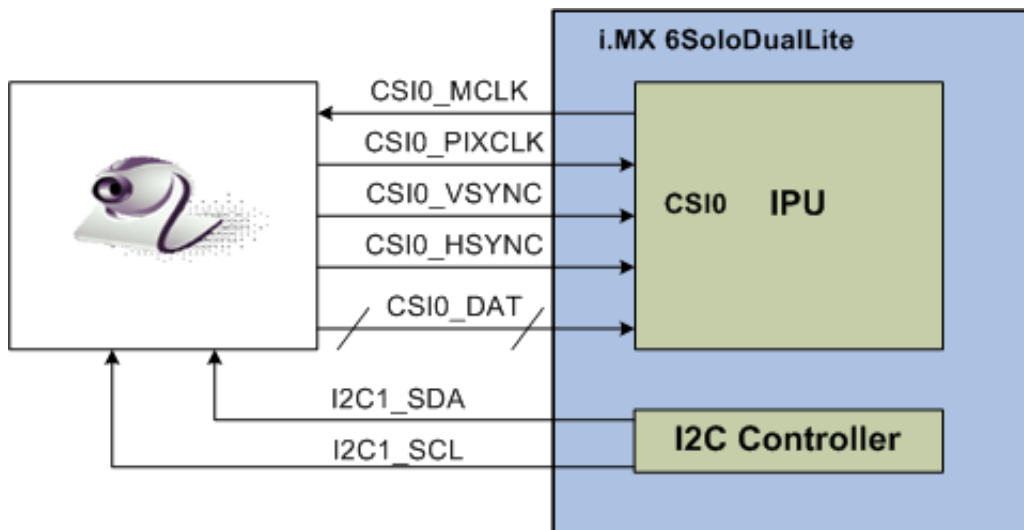 i.MX 6SoloDualLite
CSI0_MCLK
CSI0_PIXCLK
CSI0_VSYNC
CSI0_HSYNC
CSI0_DAT
CSI0 IPU
I2C1_SDA
I2C1_SCL
I2C Controller